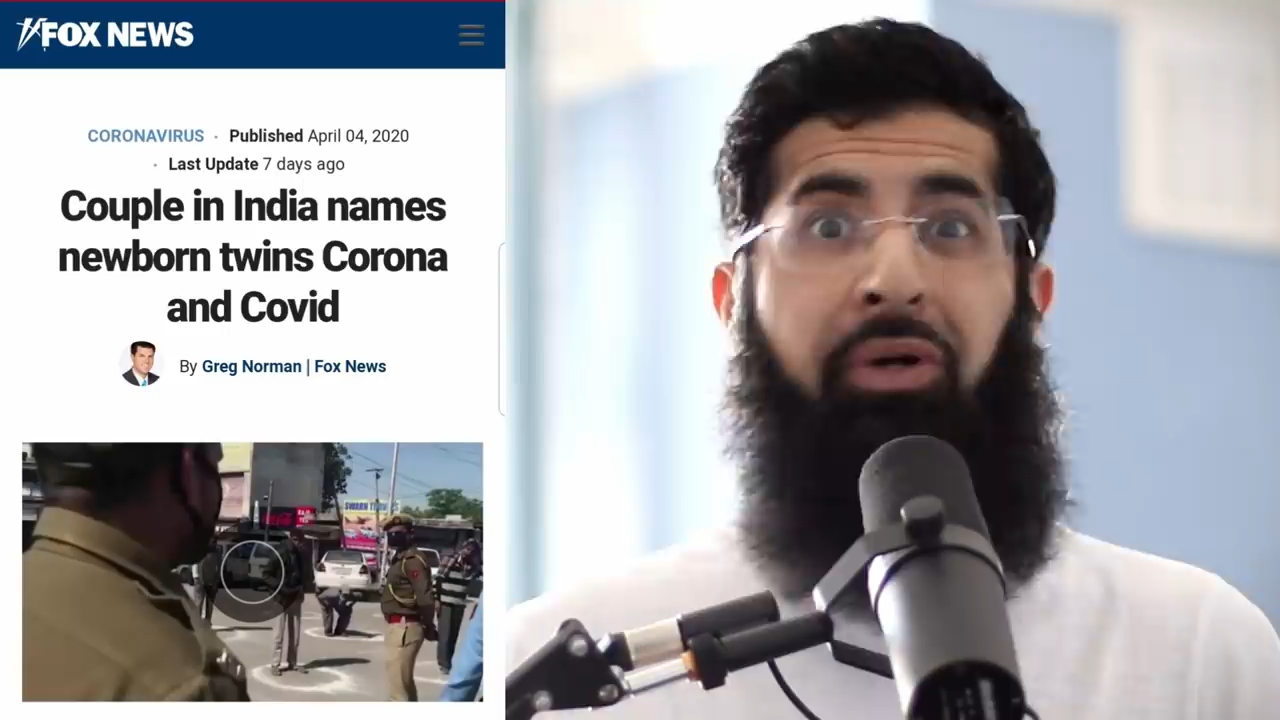 FOX NEWS
CORONAVIRUS · Published April 04, 2020
· Last Update 7 days ago
Couple in India names
newborn twins Corona
and Covid
By Greg Norman | Fox News